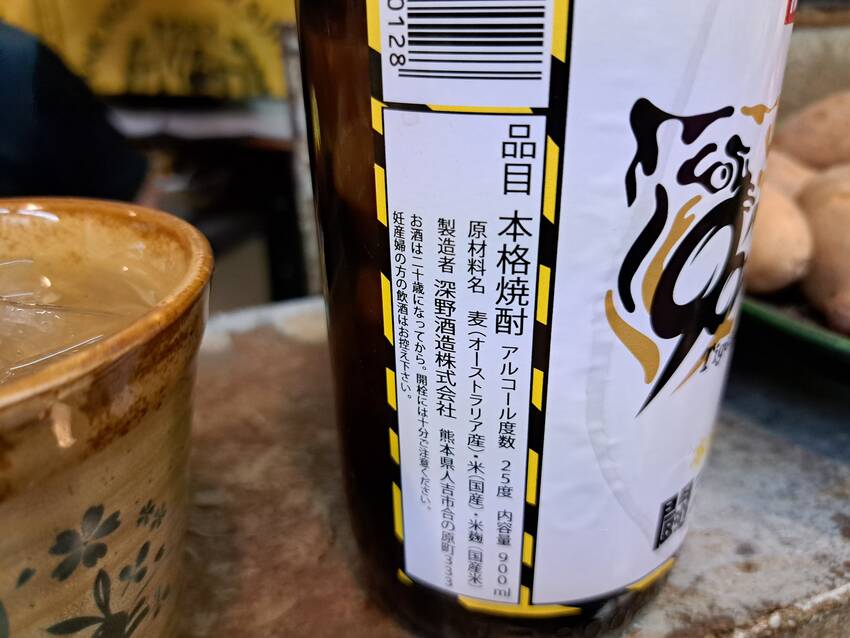 0128
品目 本格焼酎 アルコール度数 25度 内容量 900ml
原材料名 麦(オーストラリア産)・米(国産)・米麹(国産米)
製造者 深野酒造株式会社 熊本県人吉市合の原町333
お酒は二十歳になってから。開栓には十分ご注意ください。
妊産婦の方の飲酒はお控え下さい。